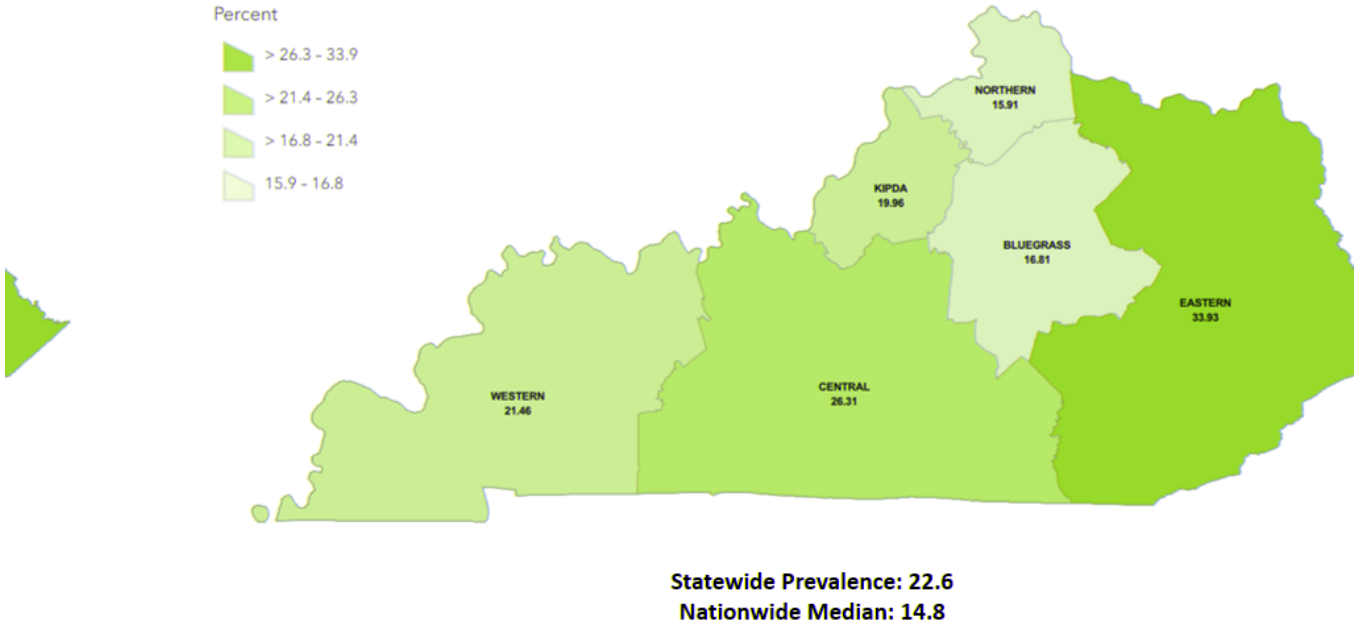 Percent
> 26.3 - 33.9
> 21.4 - 26.3
> 16.8 - 21.4
15.9 - 16.8
NORTHERN
15.91
KIPDA
19.96
BLUEGRASS
16.81
EASTERN
33.93
CENTRAL
26.31
WESTERN
21.46
Statewide Prevalence: 22.6
Nationwide Median: 14.8